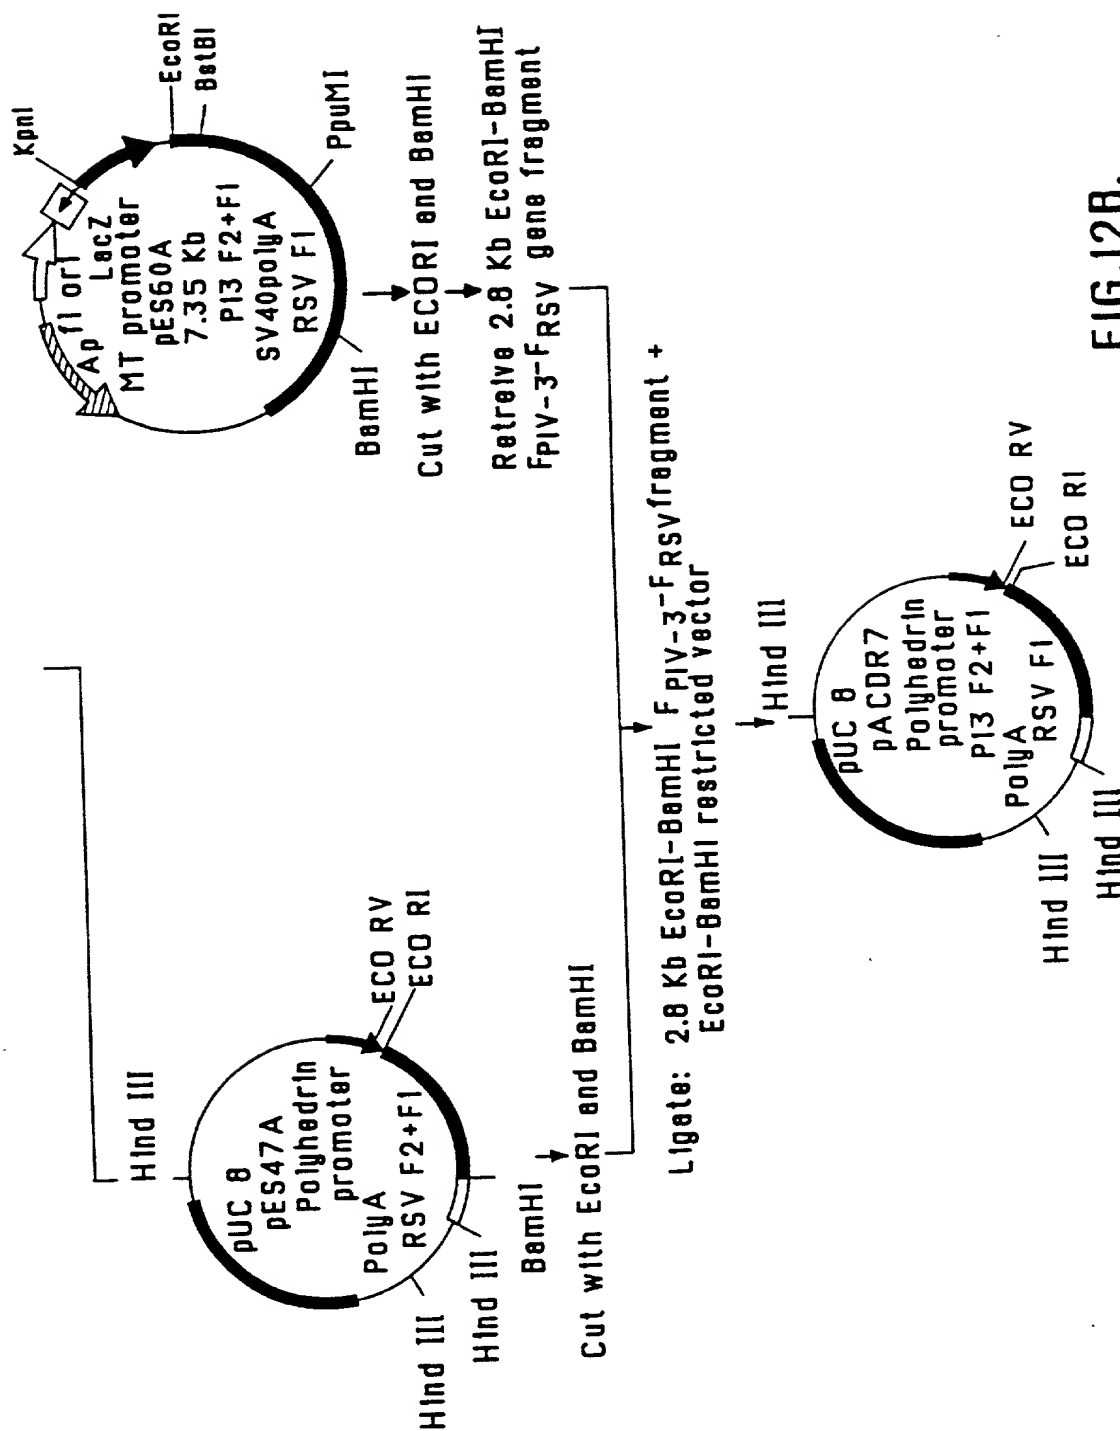 Hind III
pUC 8
pES47A
Polyhedrin
promoter
PolyA
RSV F2+F1
ECO RV
ECO RI
Hind III
Hind III
BamHI
Cut with EcoRI and BamHI
KpnI
Ap
f1 ori
LacZ
MT promoter
pES60A
7.35 Kb
PI3 F2+F1
SV40polyA
RSV F1
EcoRI
BstBI
PpuMI
BamHI
Cut with ECORI and BamHI
Retreive 2.8 Kb EcoRI-BamHI
FPIV-3-FRSV gene fragment
Ligate: 2.8 Kb EcoRI-BamHI FPIV-3-FRSV fragment +
EcoRI-BamHI restricted vector
Hind III
pUC 8
pACDR7
Polyhedrin
promoter
PI3 F2+F1
PolyA
RSV F1
ECO RV
ECO RI
Hind III
Hind III
FIG.12B.